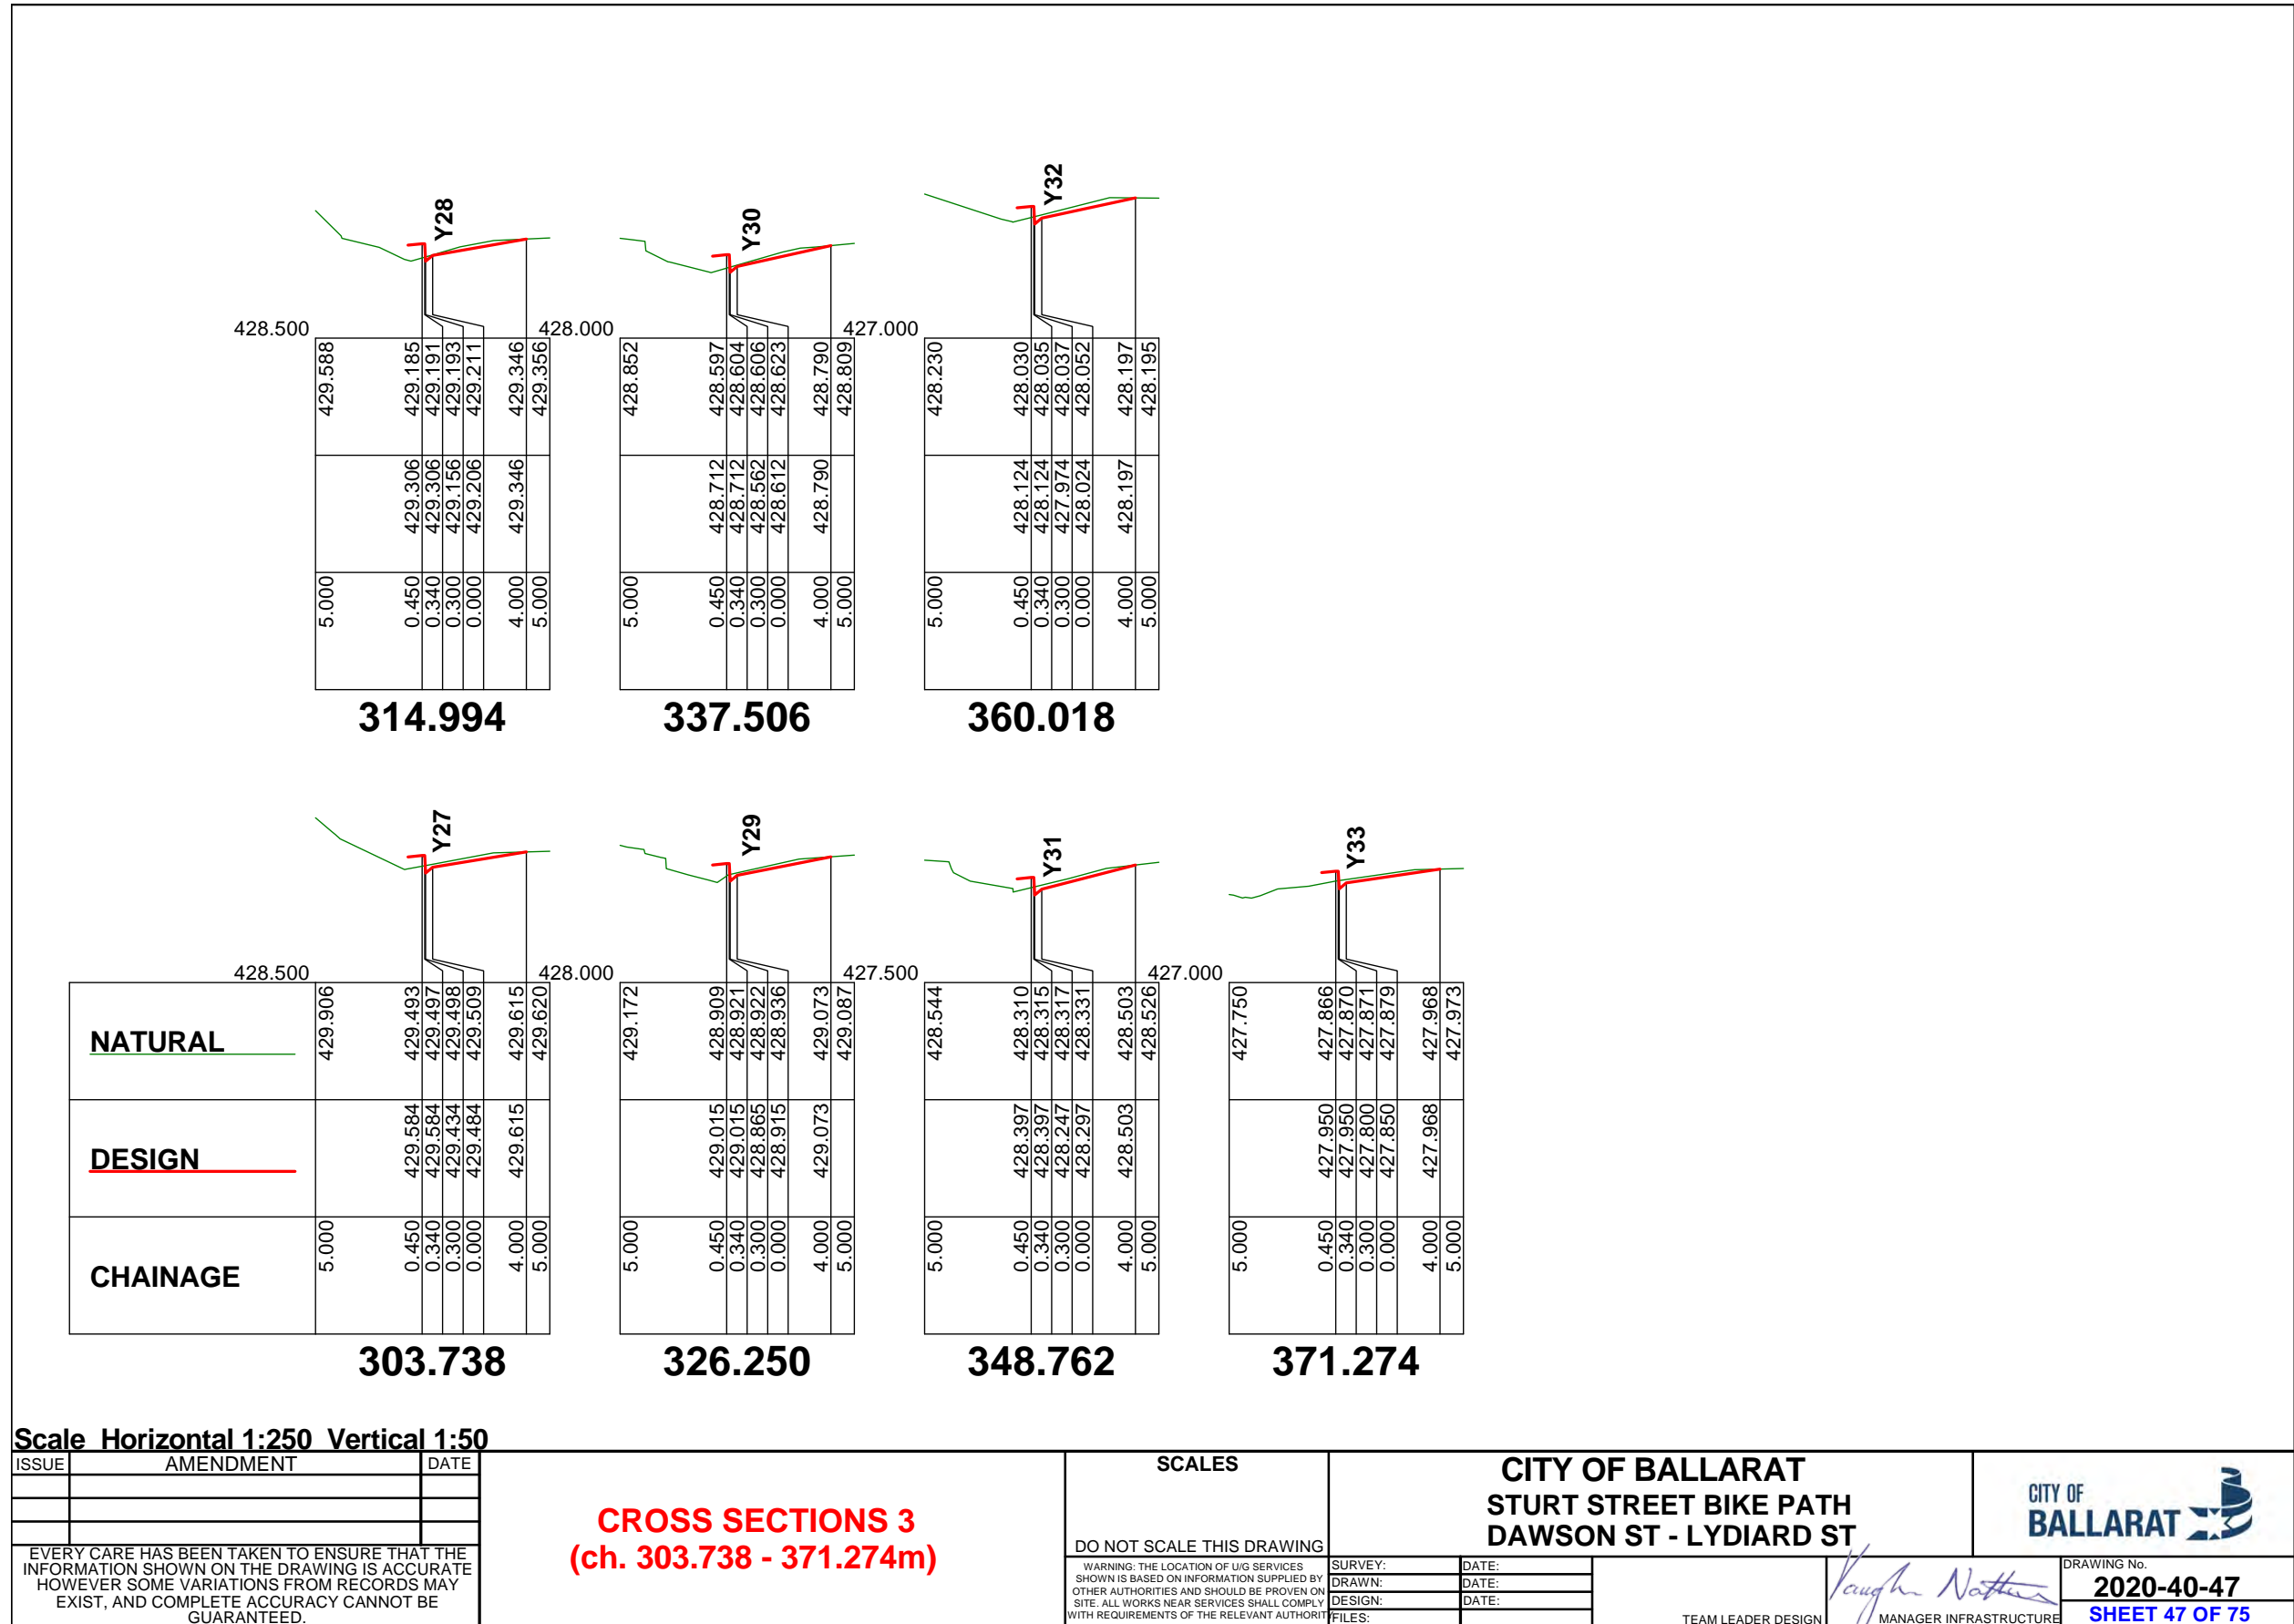 Y28
Y30
Y32
428.500
428.000
427.000
429.588 429.185 429.191 429.193 429.211 429.346 429.356
428.852 428.597 428.604 428.606 428.623 428.790 428.809
428.230 428.030 428.035 428.037 428.052 428.197 428.195
429.306 429.306 429.156 429.206 429.346
428.712 428.712 428.562 428.612 428.790
428.124 428.124 427.974 428.024 428.197
5.000 0.450 0.340 0.300 0.000 4.000 5.000
5.000 0.450 0.340 0.300 0.000 4.000 5.000
5.000 0.450 0.340 0.300 0.000 4.000 5.000
314.994
337.506
360.018
Y27
Y29
Y31
Y33
428.500
428.000
427.500
427.000
NATURAL
429.906 429.493 429.497 429.498 429.509 429.615 429.620
429.172 428.909 428.921 428.922 428.936 429.073 429.087
428.544 428.310 428.315 428.317 428.331 428.503 428.526
427.750 427.866 427.870 427.871 427.879 427.968 427.973
DESIGN
429.584 429.584 429.434 429.484 429.615
429.015 429.015 428.865 428.915 429.073
428.397 428.397 428.247 428.297 428.503
427.950 427.950 427.800 427.850 427.968
CHAINAGE
5.000 0.450 0.340 0.300 0.000 4.000 5.000
5.000 0.450 0.340 0.300 0.000 4.000 5.000
5.000 0.450 0.340 0.300 0.000 4.000 5.000
5.000 0.450 0.340 0.300 0.000 4.000 5.000
303.738
326.250
348.762
371.274
Scale Horizontal 1:250 Vertical 1:50
ISSUE AMENDMENT DATE
EVERY CARE HAS BEEN TAKEN TO ENSURE THAT THE
INFORMATION SHOWN ON THE DRAWING IS ACCURATE
HOWEVER SOME VARIATIONS FROM RECORDS MAY
EXIST, AND COMPLETE ACCURACY CANNOT BE
GUARANTEED.
CROSS SECTIONS 3
(ch. 303.738 - 371.274m)
SCALES
DO NOT SCALE THIS DRAWING
WARNING: THE LOCATION OF U/G SERVICES
SHOWN IS BASED ON INFORMATION SUPPLIED BY
OTHER AUTHORITIES AND SHOULD BE PROVEN ON
SITE. ALL WORKS NEAR SERVICES SHALL COMPLY
WITH REQUIREMENTS OF THE RELEVANT AUTHORITY
CITY OF BALLARAT
STURT STREET BIKE PATH
DAWSON ST - LYDIARD ST
SURVEY: DATE:
DRAWN: DATE:
DESIGN: DATE:
FILES:
TEAM LEADER DESIGN
MANAGER INFRASTRUCTURE
CITY OF
BALLARAT
DRAWING No.
2020-40-47
SHEET 47 OF 75